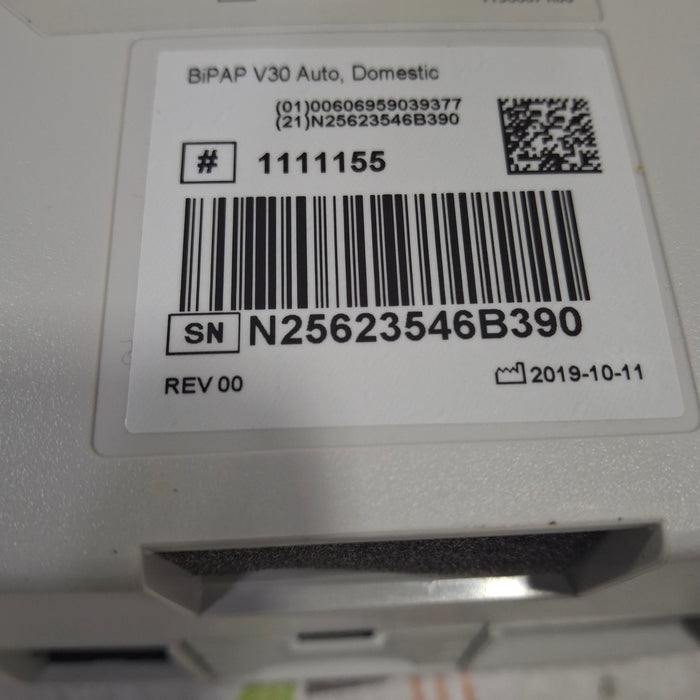 BiPAP V30 Auto, Domestic
(01)00606959039377
(21)N25623546B390
# 1111155
SN N25623546B390
REV 00
2019-10-11